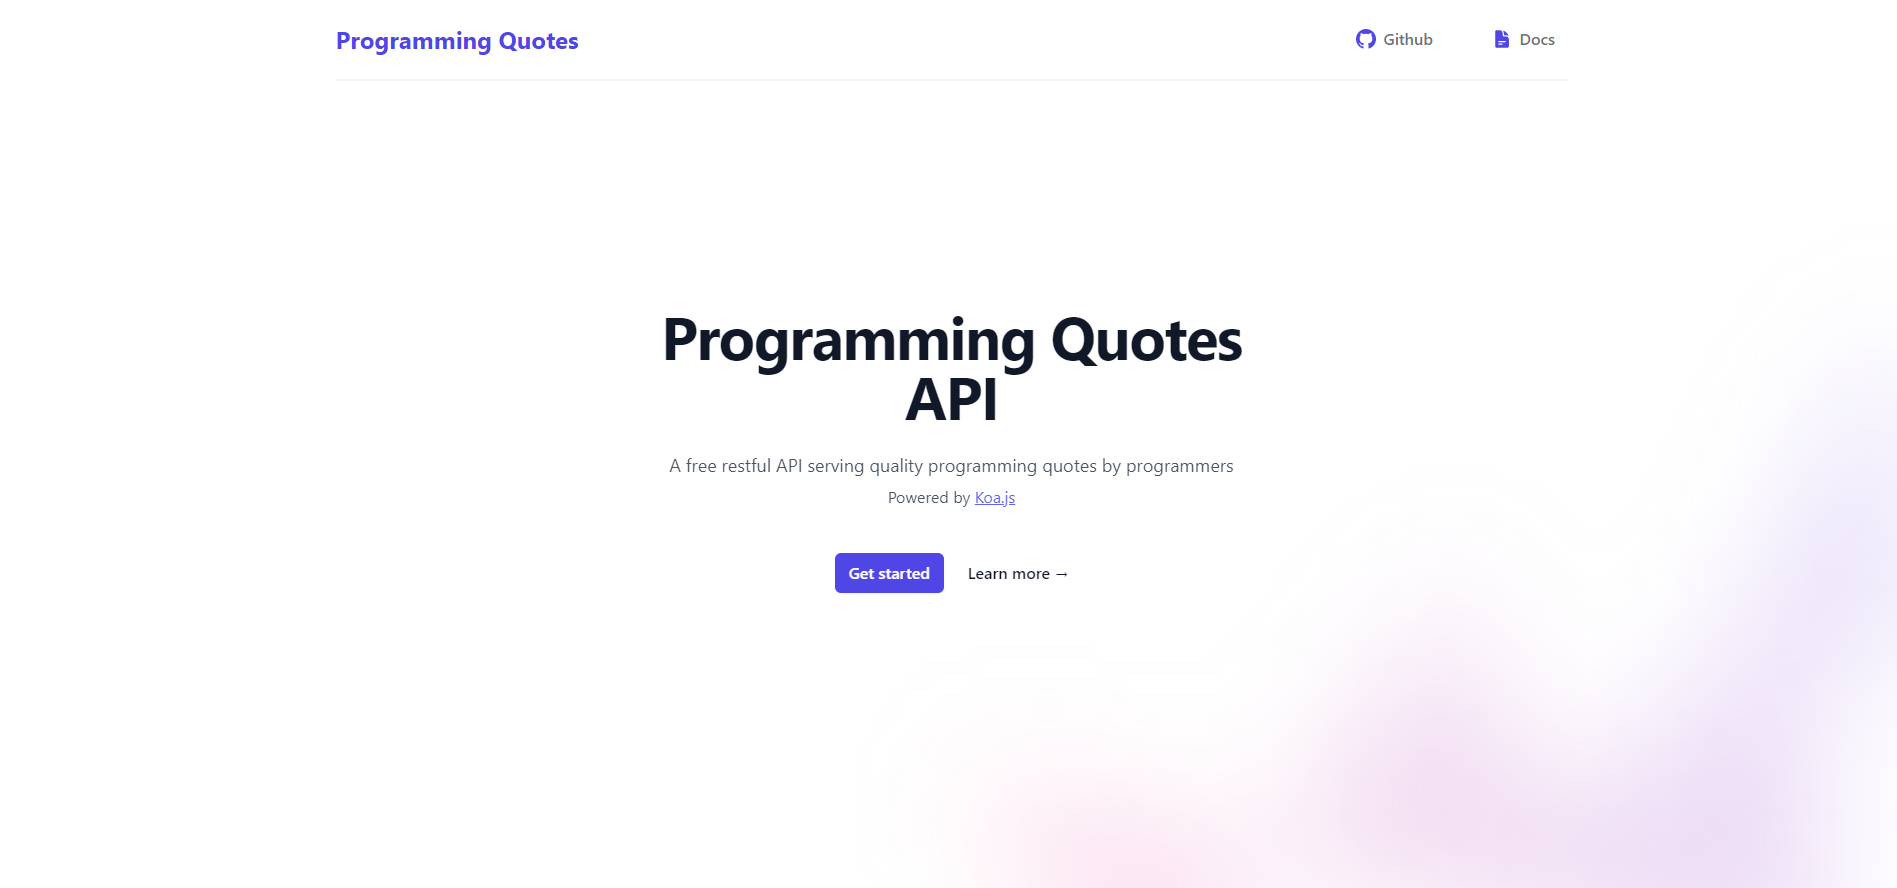 Programming Quotes
Github
Docs
Programming Quotes
API
A free restful API serving quality programming quotes by programmers
Powered by Koa.js
Get started
Learn more →